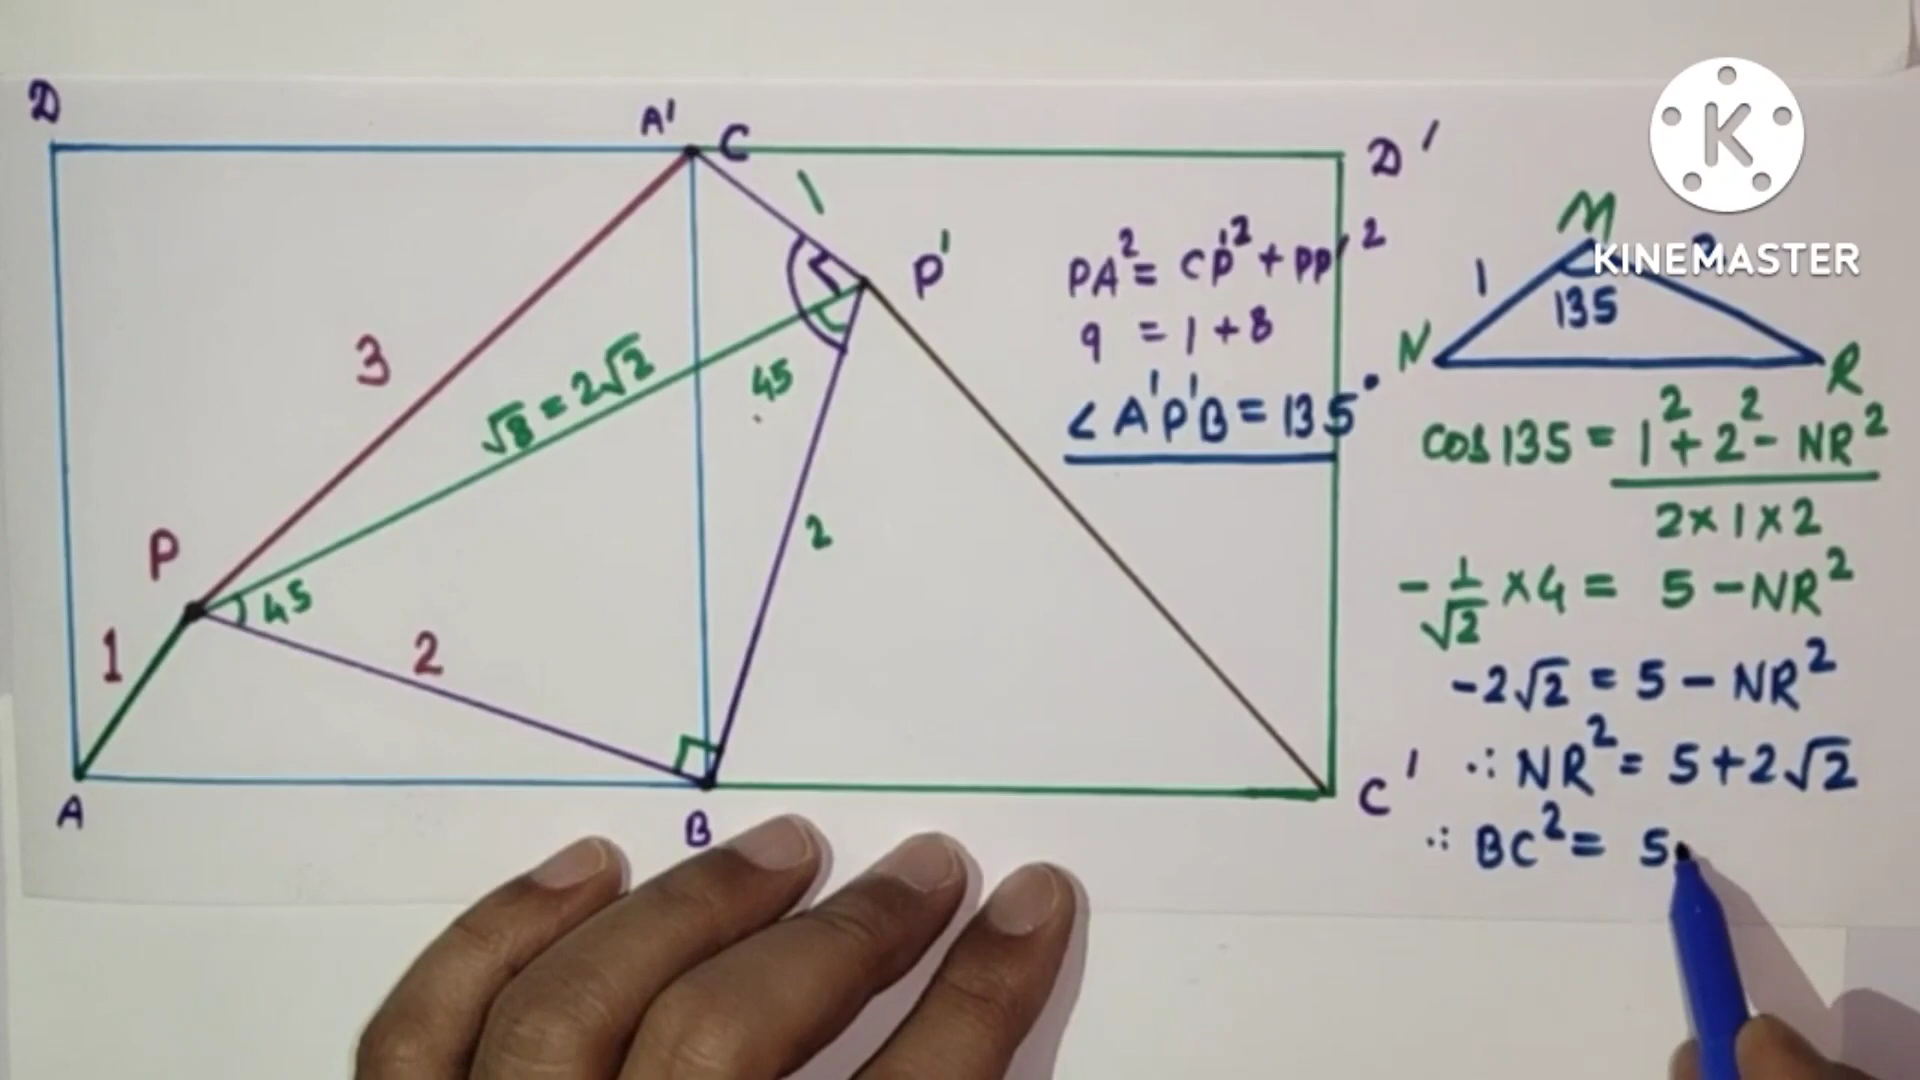 D
A' C
D'
1
P'
3
√8 = 2√2
45
P
45
1
2
2
A
B
C'
PA² = CP'² + PP'²
9 = 1 + 8
∠A'P'B = 135°
K
KINEMASTER
M
1
135
N
R
cos 135 = 1² + 2² - NR²
2 × 1 × 2
- 1/√2 × 4 = 5 - NR²
-2√2 = 5 - NR²
∴ NR² = 5 + 2√2
∴ BC² = 5